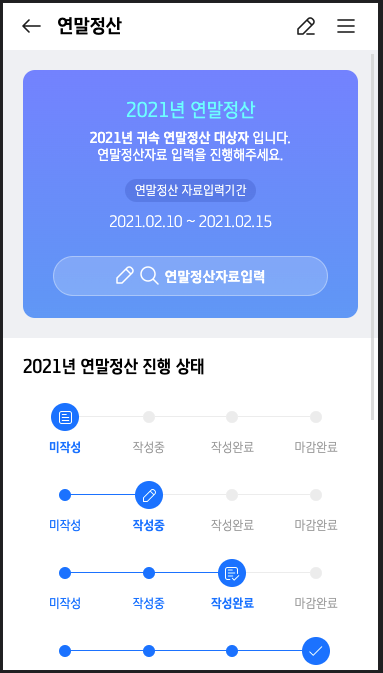 연말정산
2021년 연말정산
2021년 귀속 연말정산 대상자 입니다.
연말정산자료 입력을 진행해주세요.
연말정산 자료입력기간
2021.02.10 ~ 2021.02.15
연말정산자료입력
2021년 연말정산 진행 상태
미작성 작성중 작성완료 마감완료
미작성 작성중 작성완료 마감완료
미작성 작성중 작성완료 마감완료